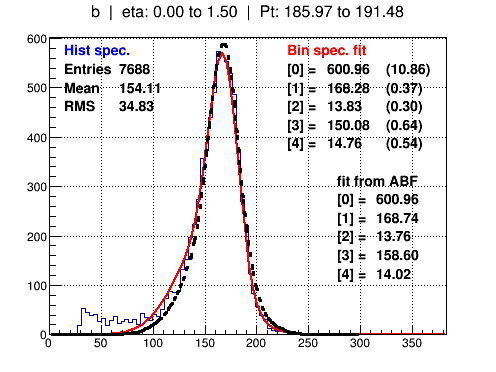 b | eta: 0.00 to 1.50 | Pt: 185.97 to 191.48
Hist spec.
Entries 7688
Mean 154.11
RMS 34.83
Bin spec. fit
[0] = 600.96 (10.86)
[1] = 168.28 (0.37)
[2] = 13.83 (0.30)
[3] = 150.08 (0.64)
[4] = 14.76 (0.54)
fit from ABF
[0] = 600.96
[1] = 168.74
[2] = 13.76
[3] = 158.60
[4] = 14.02
600
500
400
300
200
100
0
0 50 100 150 200 250 300 350